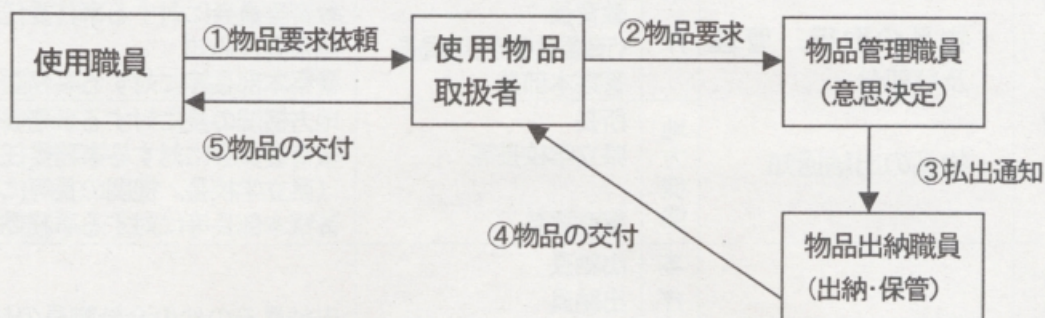 使用職員
①物品要求依頼
使用物品
取扱者
②物品要求
物品管理職員
(意思決定)
⑤物品の交付
③払出通知
④物品の交付
物品出納職員
(出納・保管)